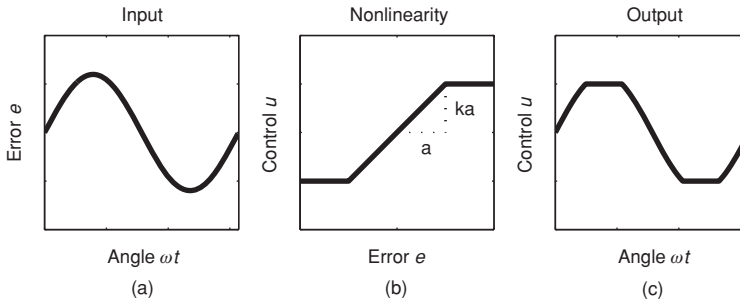 Input
Nonlinearity
Output
Error e
Control u
ka
a
Control u
Angle ωt
Error e
Angle ωt
(a)
(b)
(c)